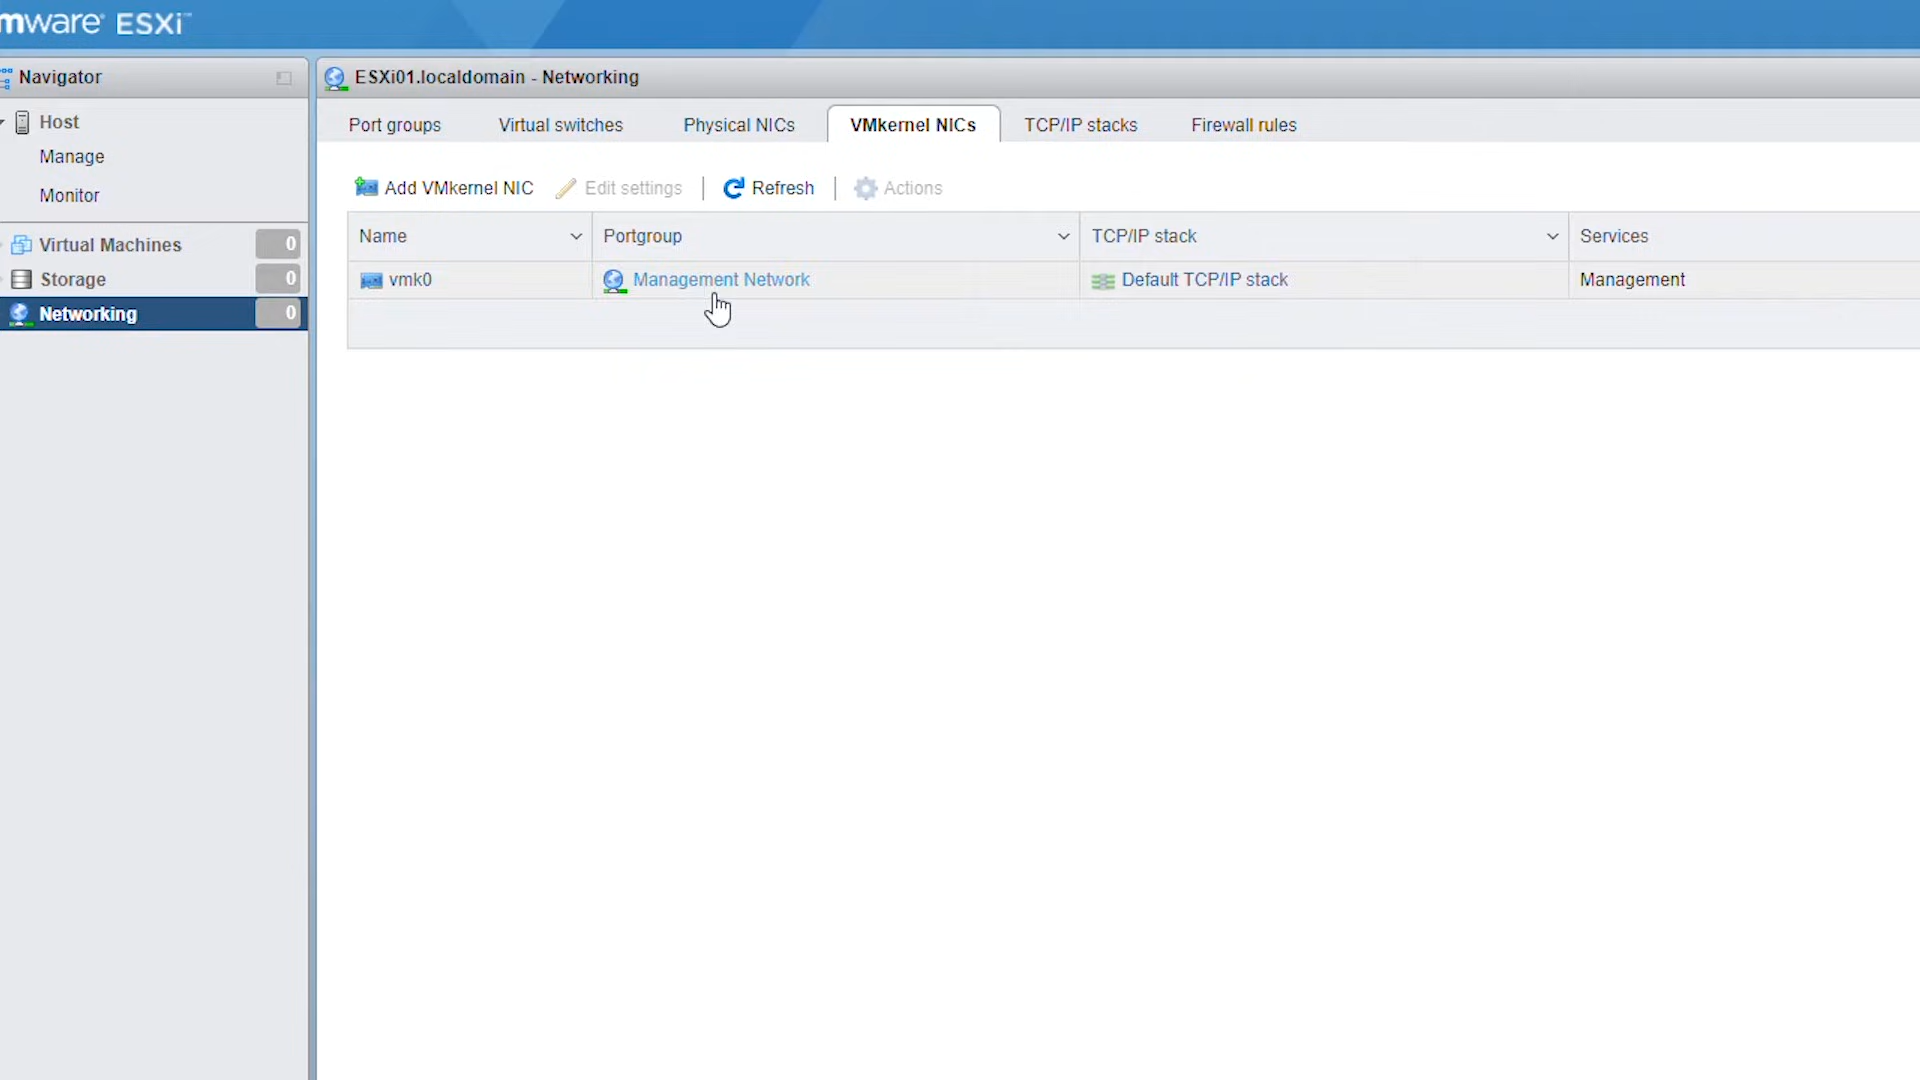 mware ESXi™
Navigator
ESXi01.localdomain - Networking
Host
Manage
Monitor
Virtual Machines 0
Storage 0
Networking 0
Port groups Virtual switches Physical NICs VMkernel NICs TCP/IP stacks Firewall rules
Add VMkernel NIC Edit settings Refresh Actions
Name Portgroup TCP/IP stack Services
vmk0 Management Network Default TCP/IP stack Management